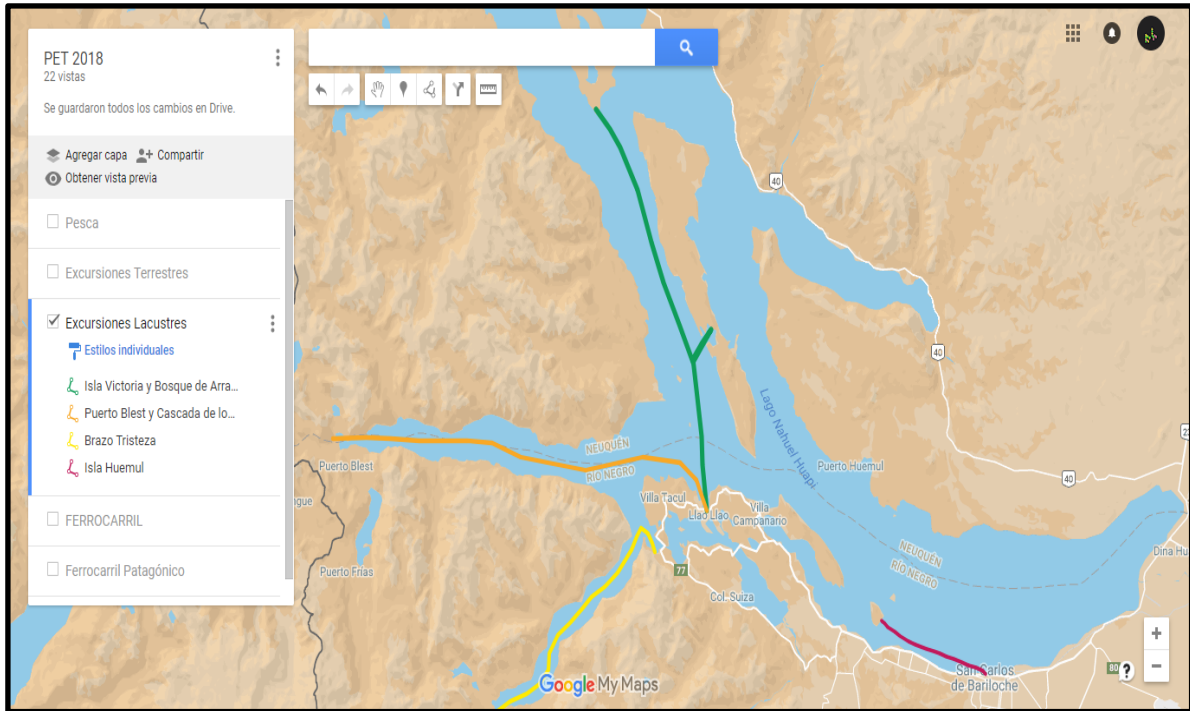 PET 2018
22 vistas
Se guardaron todos los cambios en Drive.
Agregar capa
Compartir
Obtener vista previa
Pesca
Excursiones Terrestres
Excursiones Lacustres
Estilos individuales
Isla Victoria y Bosque de Arra...
Puerto Blest y Cascada de lo...
Brazo Tristeza
Isla Huemul
FERROCARRIL
Ferrocarril Patagónico
40
40
Lago Nahuel Huapi
NEUQUÉN
RÍO NEGRO
Puerto Blest
Puerto Huemul
40
Villa Tacul
Llao Llao
Villa
Campanario
NEUQUÉN
RÍO NEGRO
Dina Hu
Puerto Frías
77
Col. Suiza
San Carlos
de Bariloche
80
?
+
−
Google My Maps